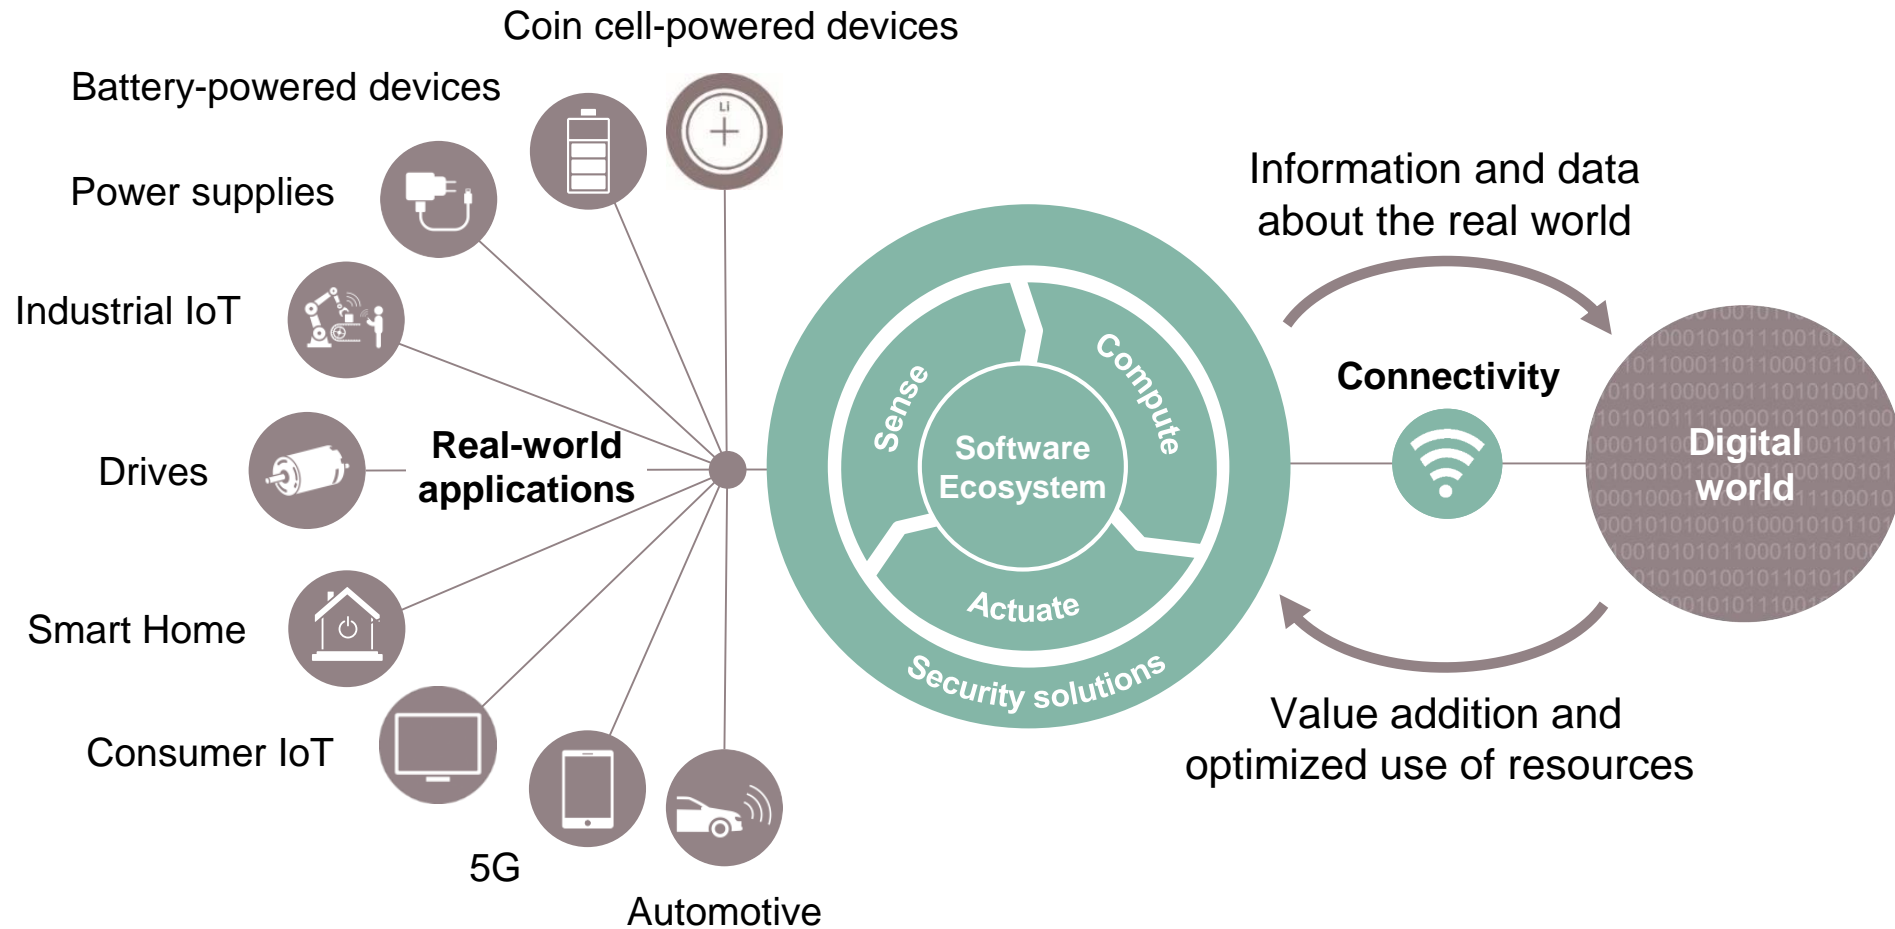 Coin cell-powered devices
Battery-powered devices
Li
Power supplies
Industrial IoT
Drives
Smart Home
Consumer IoT
5G
Automotive
Real-world
applications
Sense
Compute
Actuate
Software
Ecosystem
Security solutions
Information and data
about the real world
Connectivity
Digital
world
Value addition and
optimized use of resources